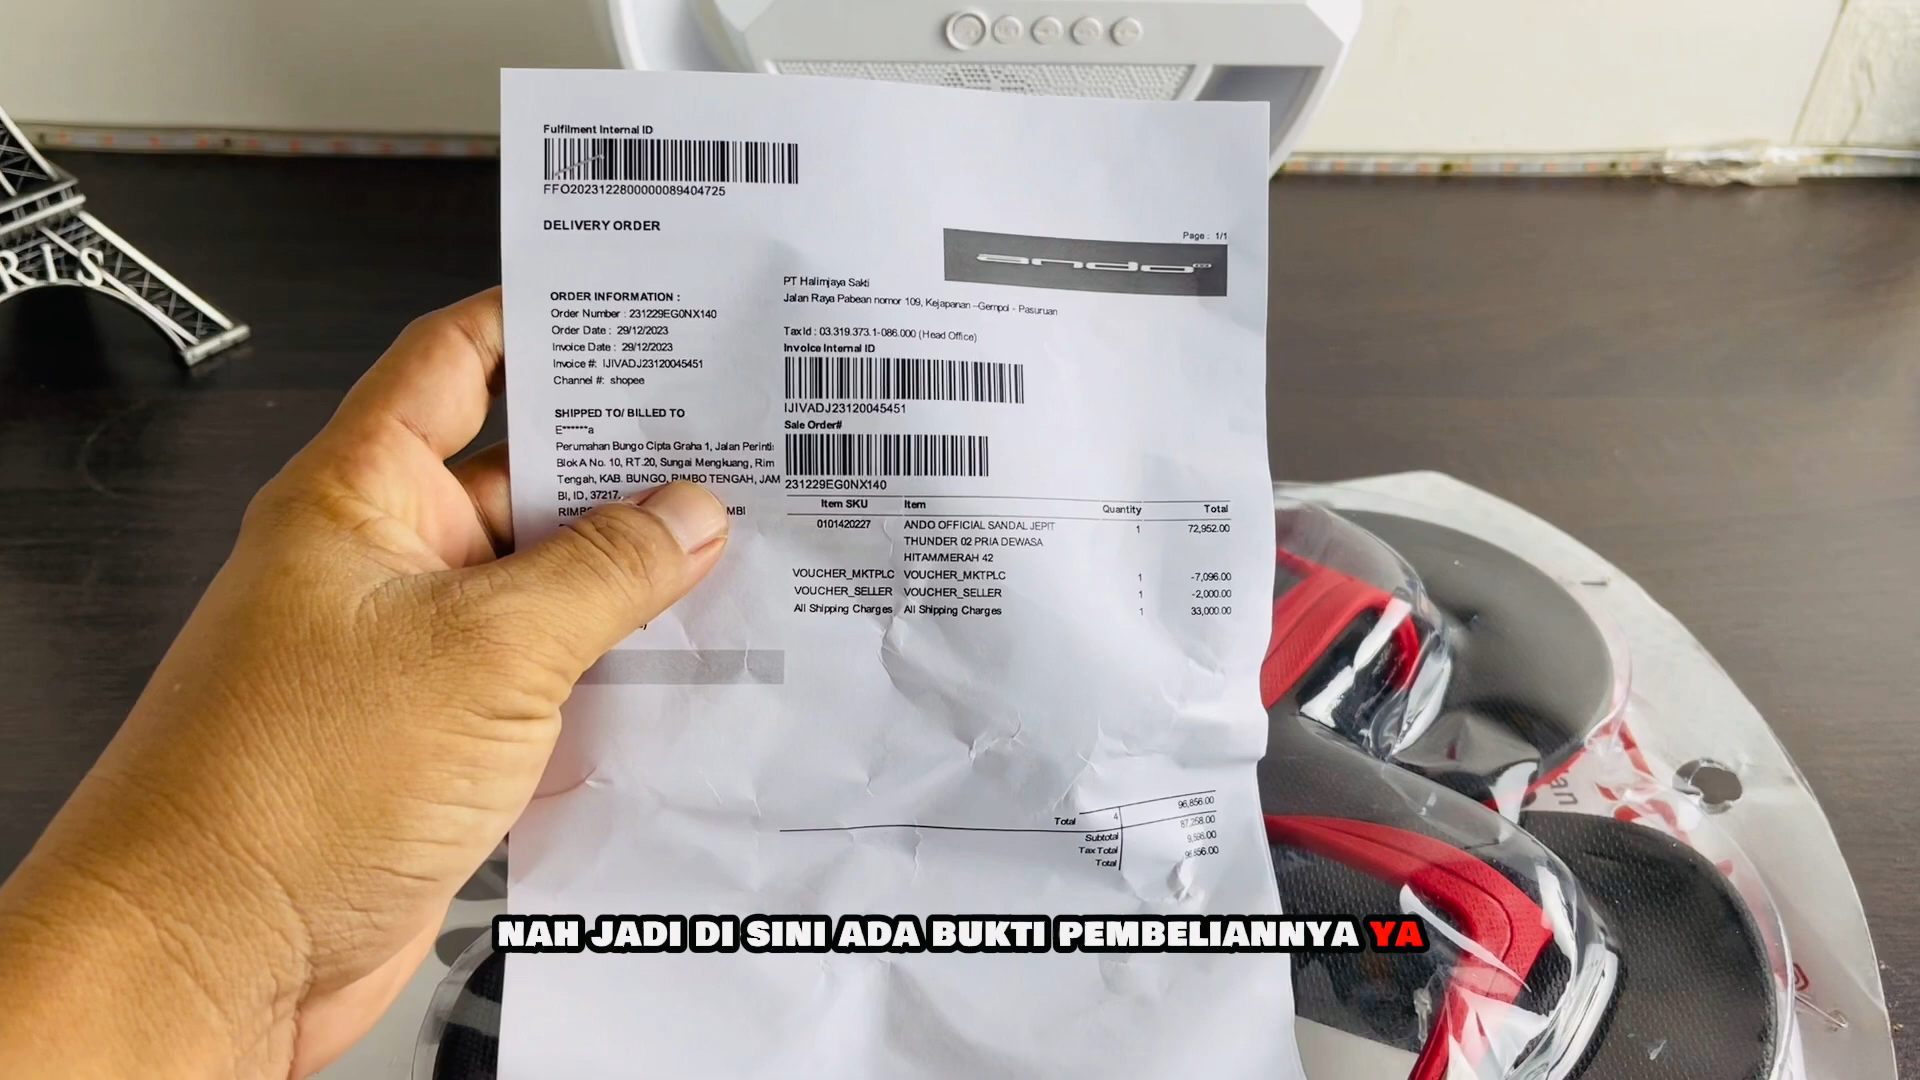 Fulfilment Internal ID
FFO2023122800000089404725
DELIVERY ORDER
Page : 1/1
ando
PT Halimjaya Sakti
Jalan Raya Pabean nomor 109, Kejapanan –Gempol - Pasuruan
Tax Id : 03.319.373.1-086.000 (Head Office)
ORDER INFORMATION :
Order Number : 231229EG0NX140
Order Date : 29/12/2023
Invoice Date : 29/12/2023
Invoice #: IJIVADJ23120045451
Channel #: shopee
SHIPPED TO/ BILLED TO
E******a
Perumahan Bungo Cipta Graha 1, Jalan Perintis
Blok A No. 10, RT.20, Sungai Mengkuang, Rim
Tengah, KAB. BUNGO, RIMBO TENGAH, JAM
BI, ID, 37217.
Invoice Internal ID
IJIVADJ23120045451
Sale Order#
231229EG0NX140
Item SKU Item Quantity Total
0101420227 ANDO OFFICIAL SANDAL JEPIT 1 72,952.00
THUNDER 02 PRIA DEWASA
HITAM/MERAH 42
VOUCHER_MKTPLC VOUCHER_MKTPLC 1 -7,096.00
VOUCHER_SELLER VOUCHER_SELLER 1 -2,000.00
All Shipping Charges All Shipping Charges 1 33,000.00
Total 4 96,856.00
Subtotal 87,258.00
Tax Total 9,598.00
Total 96,856.00
RIS
NAH JADI DI SINI ADA BUKTI PEMBELIANNYA YA